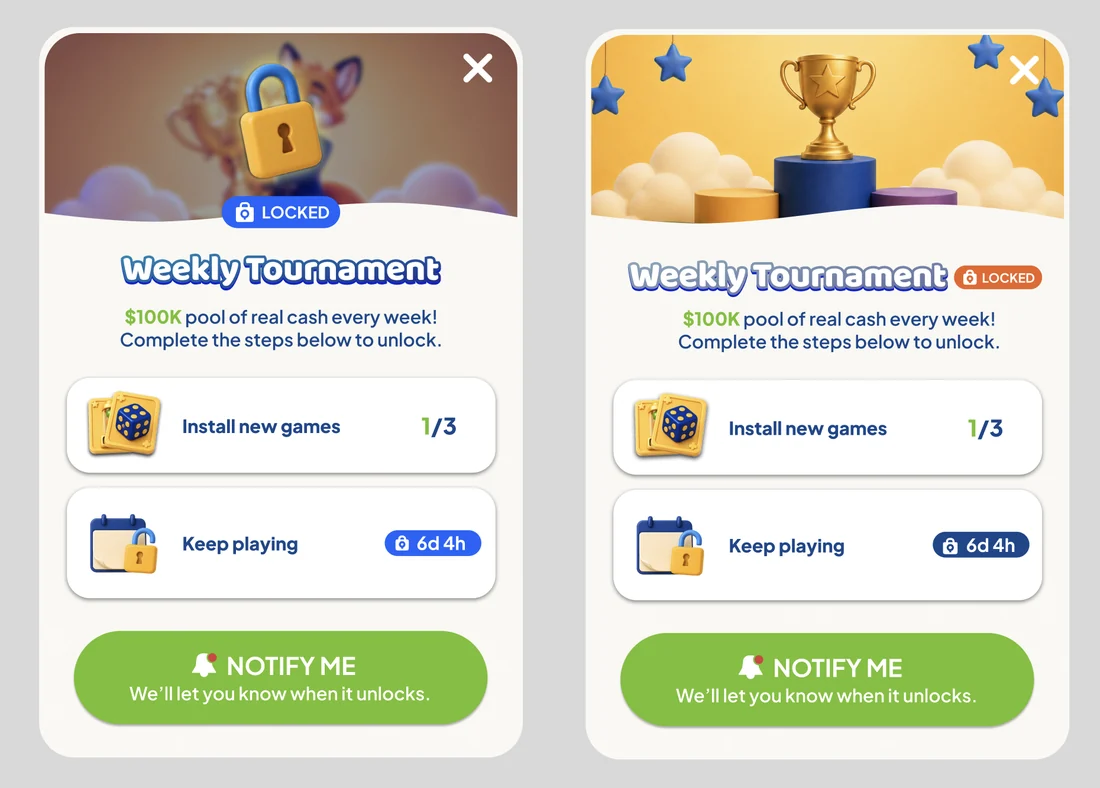 LOCKED
Weekly Tournament
$100K pool of real cash every week!
Complete the steps below to unlock.
Install new games
1/3
Keep playing
6d 4h
NOTIFY ME
We'll let you know when it unlocks.
Weekly Tournament
LOCKED
$100K pool of real cash every week!
Complete the steps below to unlock.
Install new games
1/3
Keep playing
6d 4h
NOTIFY ME
We'll let you know when it unlocks.